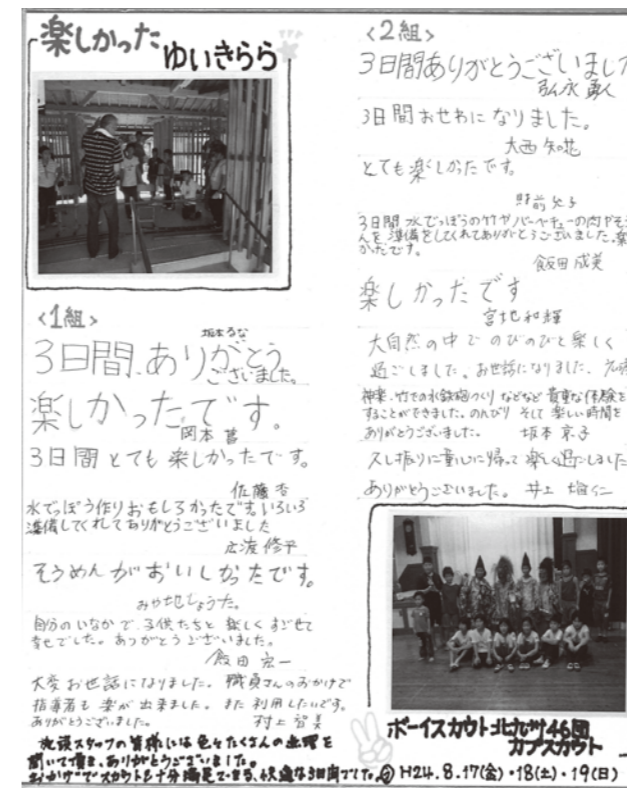 楽しかった
ゆいきらら
<1組>
坂本るな
3日間、ありがとう
ございました。
楽しかったです。
岡本
3日間とても楽しかったです。
佐藤杏
水でっぽう作りおもしろかったです。いろいろ
準備してくれてありがとうございました
広渡修平
そうめんがおいしかったです。
みやぢじょうた。
自分のいなかで、子供たちと楽しくすごせて
幸せでした。ありがとうございました。
飯田宏一
大変お世話になりました。職員さんのおかげで
指導者も楽が出来ました。また利用したいです。
ありがとうございました。
村上智美
スタッフの皆様には色々たくさんの無理を
聞いて頂き、ありがとうございました。
おかげでスカウトも十分満足できる、快適な3日間でした。
<2組>
3日間ありがとうございました
弘永
3日間おせわになりました。
大西
とても楽しかったです。
財前
3日間水でっぽうの竹やバーベキューの肉やそうめ
んを準備をしてくれてありがとうございました。楽し
かったです。
飯田成美
楽しかったです
宮地和輝
大自然の中でのびのびと楽しく
過ごしました。お世話になりました。
神楽、竹での水鉄砲つくりなどなど貴重な体験を
することができました。のんびりそして楽しい時間を
ありがとうございました。 坂本京子
久し振りに童心に帰って楽しく過ごしました
ありがとうございました。 井上
ボーイスカウト北九州46団
カブスカウト
H24.8.17(金)・18(土)・19(日)